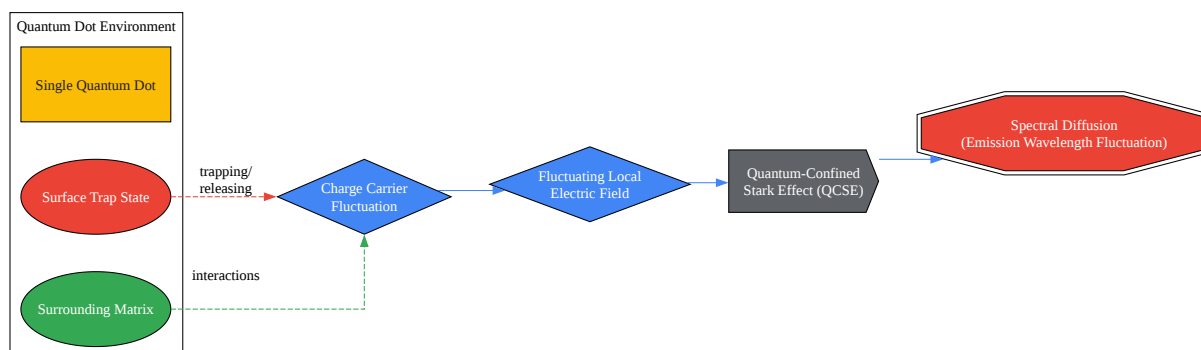 Quantum Dot Environment
Single Quantum Dot
Surface Trap State
Surrounding Matrix
trapping/
releasing
interactions
Charge Carrier
Fluctuation
Fluctuating Local
Electric Field
Quantum-Confined
Stark Effect (QCSE)
Spectral Diffusion
(Emission Wavelength Fluctuation)